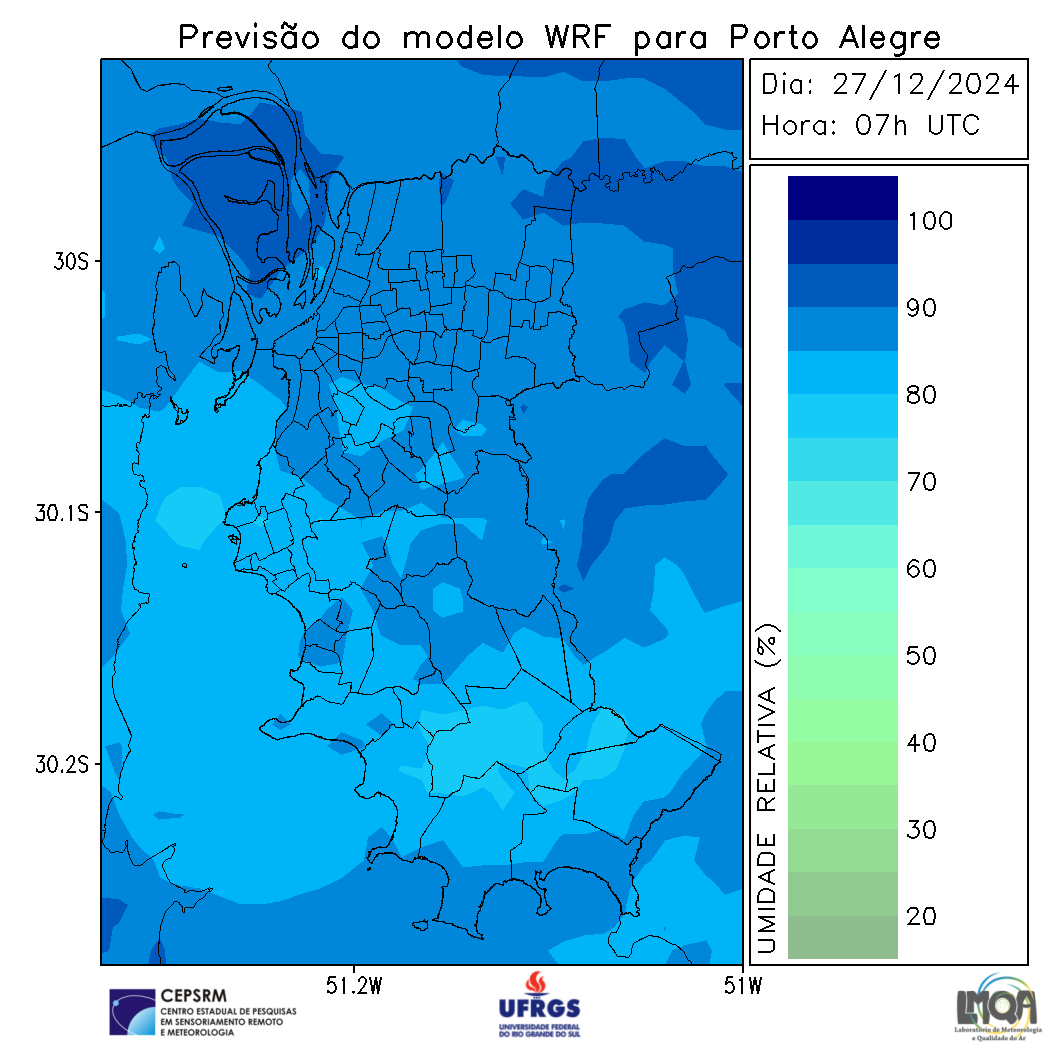 Previsão do modelo WRF para Porto Alegre
Dia: 27/12/2024
Hora: 07h UTC
30S
30.1S
30.2S
51.2W
51W
UMIDADE RELATIVA (%)
100
90
80
70
60
50
40
30
20
CEPSRM
CENTRO ESTADUAL DE PESQUISAS
EM SENSORIAMENTO REMOTO
E METEOROLOGIA
UFRGS
UNIVERSIDADE FEDERAL
DO RIO GRANDE DO SUL
LMQA
Laboratório de Meteorologia
e Qualidade do Ar